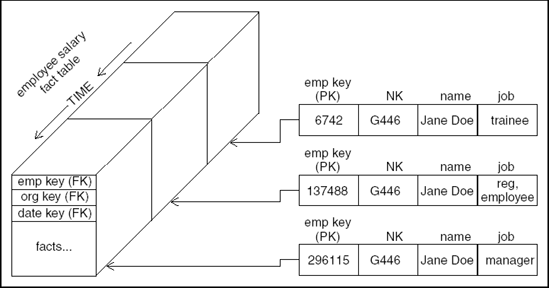 employee salary
fact table
TIME
emp key (FK)
org key (FK)
date key (FK)
facts...
emp key
(PK) NK name job
6742 G446 Jane Doe trainee
emp key
(PK) NK name job
137488 G446 Jane Doe reg,
employee
emp key
(PK) NK name job
296115 G446 Jane Doe manager